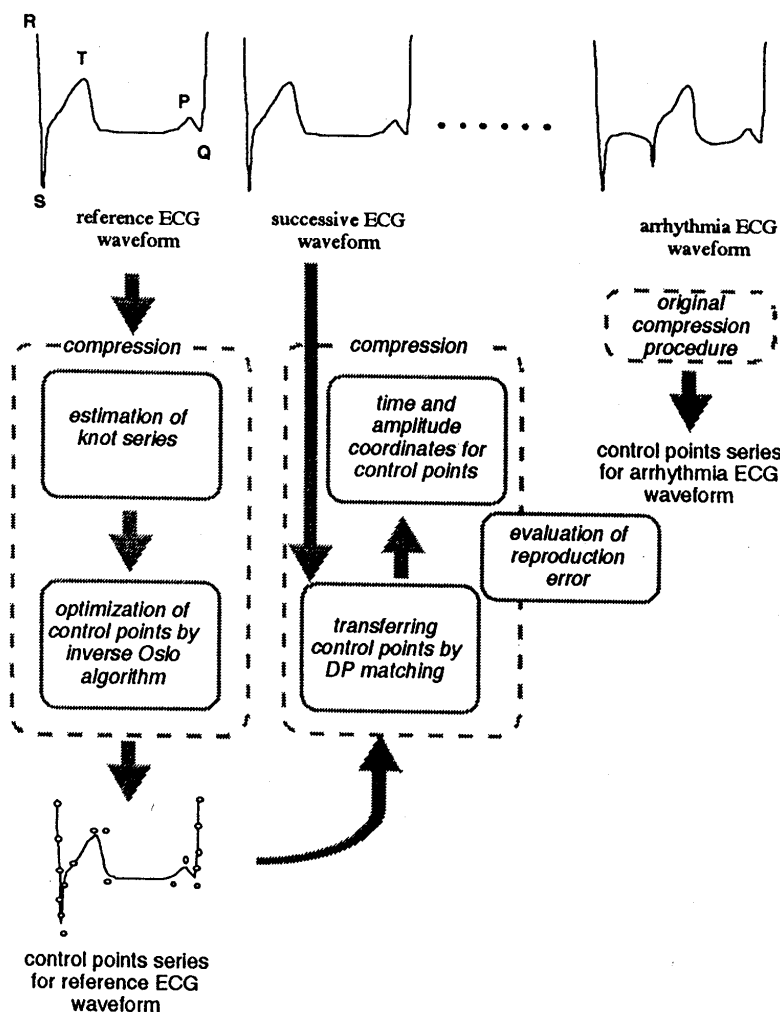 R
T
P
Q
S
reference ECG
waveform
successive ECG
waveform
arrhythmia ECG
waveform
compression
estimation of
knot series
optimization of
control points by
inverse Oslo
algorithm
compression
time and
amplitude
coordinates for
control points
transferring
control points by
DP matching
evaluation of
reproduction
error
original
compression
procedure
control points series
for arrhythmia ECG
waveform
control points series
for reference ECG
waveform